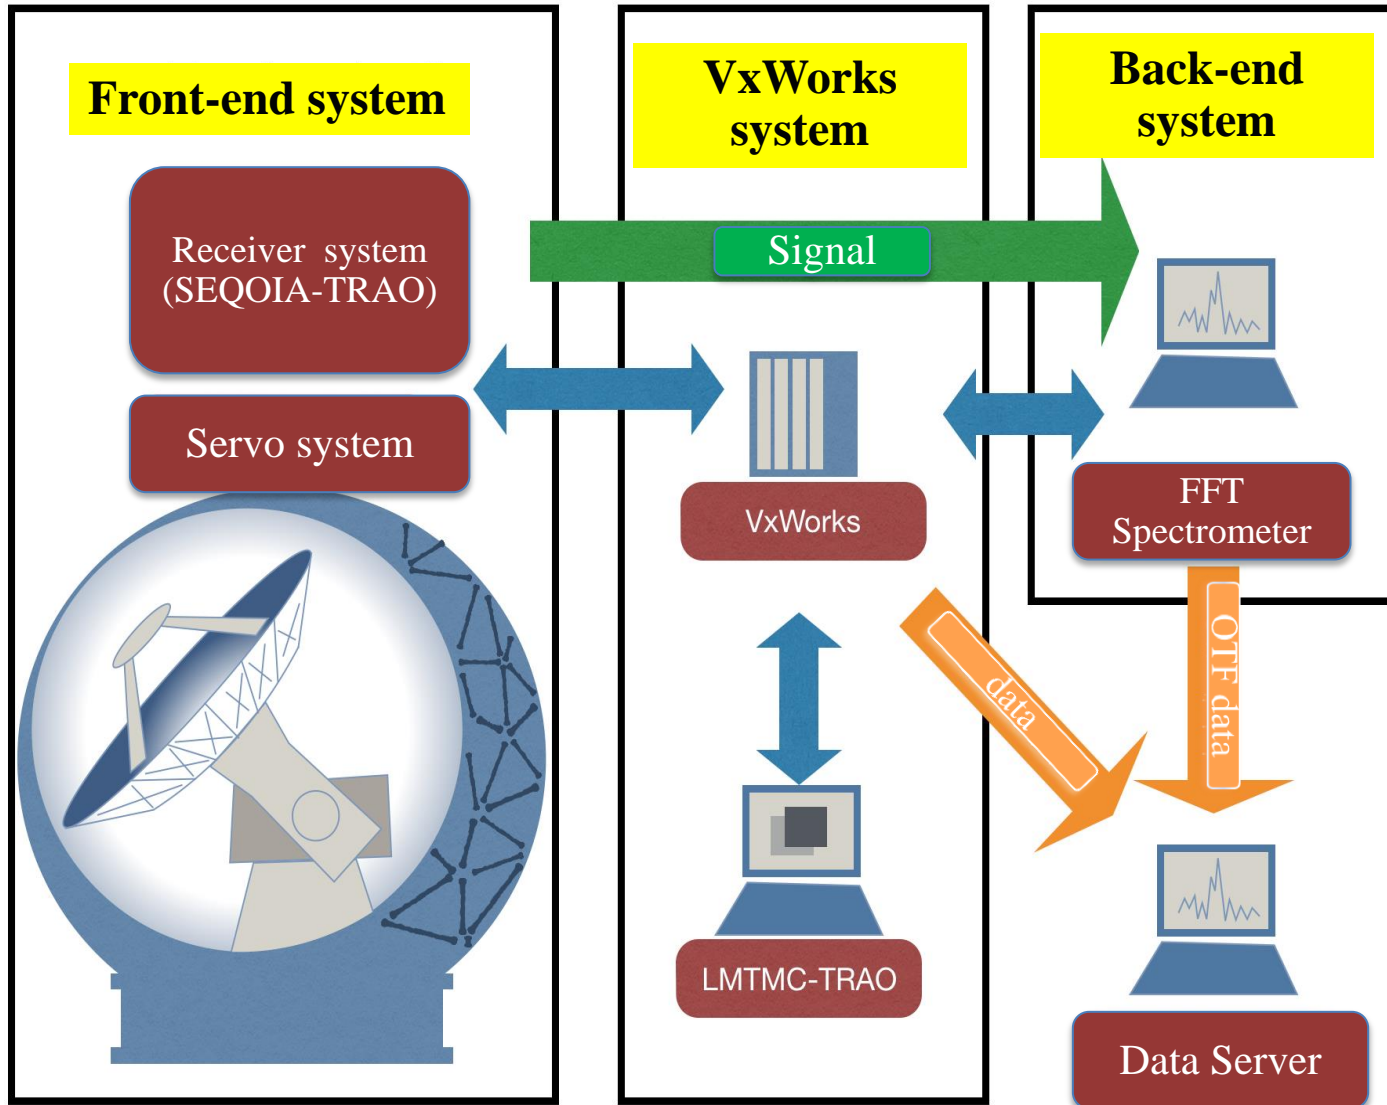 Front-end system
Receiver system
(SEQOIA-TRAO)
Servo system
VxWorks
system
Signal
VxWorks
data
LMTMC-TRAO
Back-end
system
FFT
Spectrometer
OTF data
Data Server